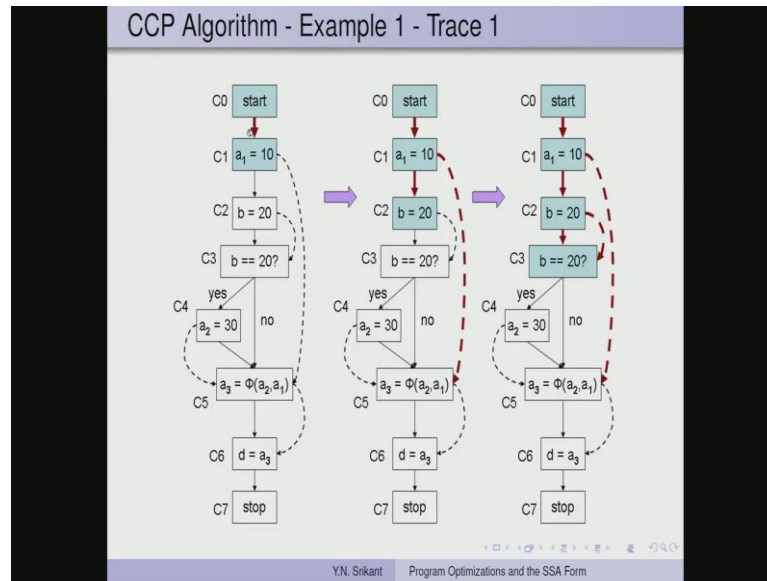 CCP Algorithm - Example 1 - Trace 1
C0 start
C1 a₁ = 10
C2 b = 20
C3 b == 20?
yes
C4
a₂ = 30
no
a₃ = Φ(a₂,a₁)
C5
C6 d = a₃
C7 stop
C0 start
C1 a₁ = 10
C2 b = 20
C3 b == 20?
yes
C4
a₂ = 30
no
a₃ = Φ(a₂,a₁)
C5
C6 d = a₃
C7 stop
C0 start
C1 a₁ = 10
C2 b = 20
C3 b == 20?
yes
C4
a₂ = 30
no
a₃ = Φ(a₂,a₁)
C5
C6 d = a₃
C7 stop
Y.N. Srikant Program Optimizations and the SSA Form